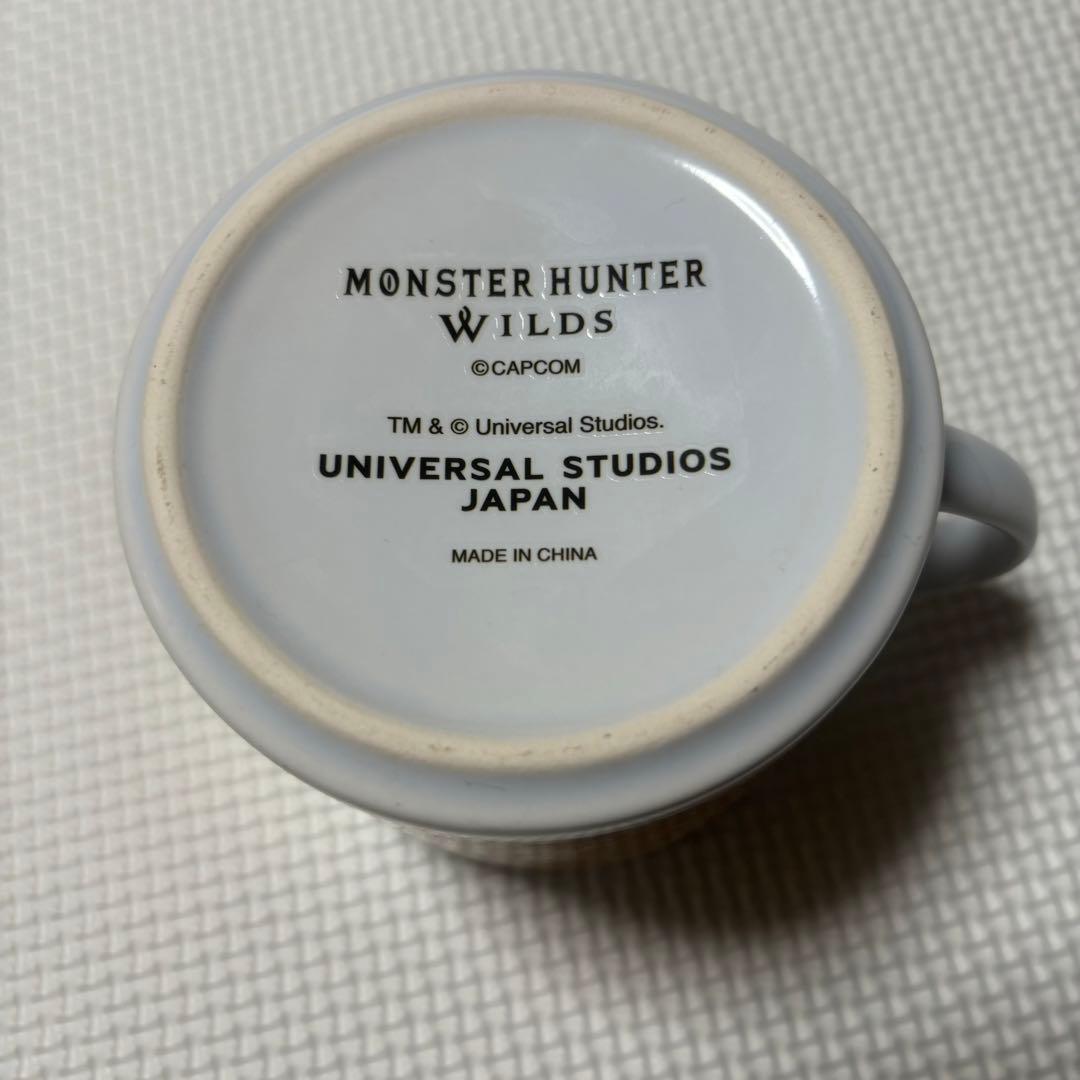 MONSTER HUNTER
WILDS
©CAPCOM
TM & © Universal Studios.
UNIVERSAL STUDIOS
JAPAN
MADE IN CHINA